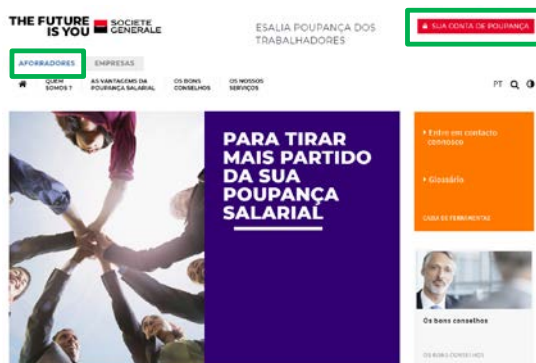 THE FUTURE
IS YOU
SOCIETE
GENERALE
ESALIA POUPANÇA DOS
TRABALHADORES
SUA CONTA DE POUPANÇA
AFORRADORES
EMPRESAS
QUEM
SOMOS ?
AS VANTAGENS DA
POUPANÇA SALARIAL
OS BONS
CONSELHOS
OS NOSSOS
SERVIÇOS
PT
PARA TIRAR
MAIS PARTIDO
DA SUA
POUPANÇA
SALARIAL
Entre em contacto
connosco
Glossário
CAIXA DE FERRAMENTAS
Os bons conselhos
OS BONS CONSELHOS